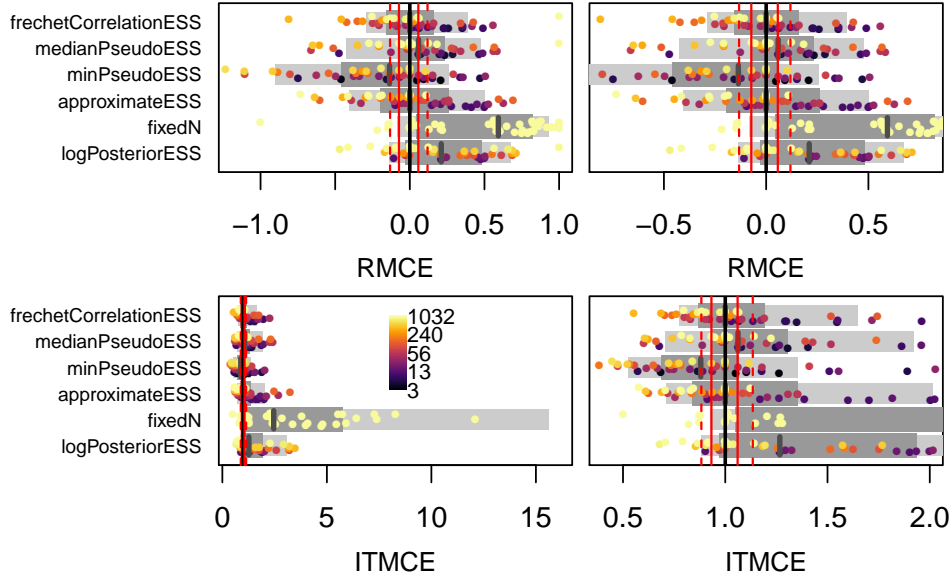 frechetCorrelationESS
medianPseudoESS
minPseudoESS
approximateESS
fixedN
logPosteriorESS
−1.0 0.0 0.5 1.0
RMCE
−0.5 0.0 0.5
RMCE
frechetCorrelationESS
medianPseudoESS
minPseudoESS
approximateESS
fixedN
logPosteriorESS
1032
240
56
13
3
0 5 10 15
ITMCE
0.5 1.0 1.5 2.0
ITMCE